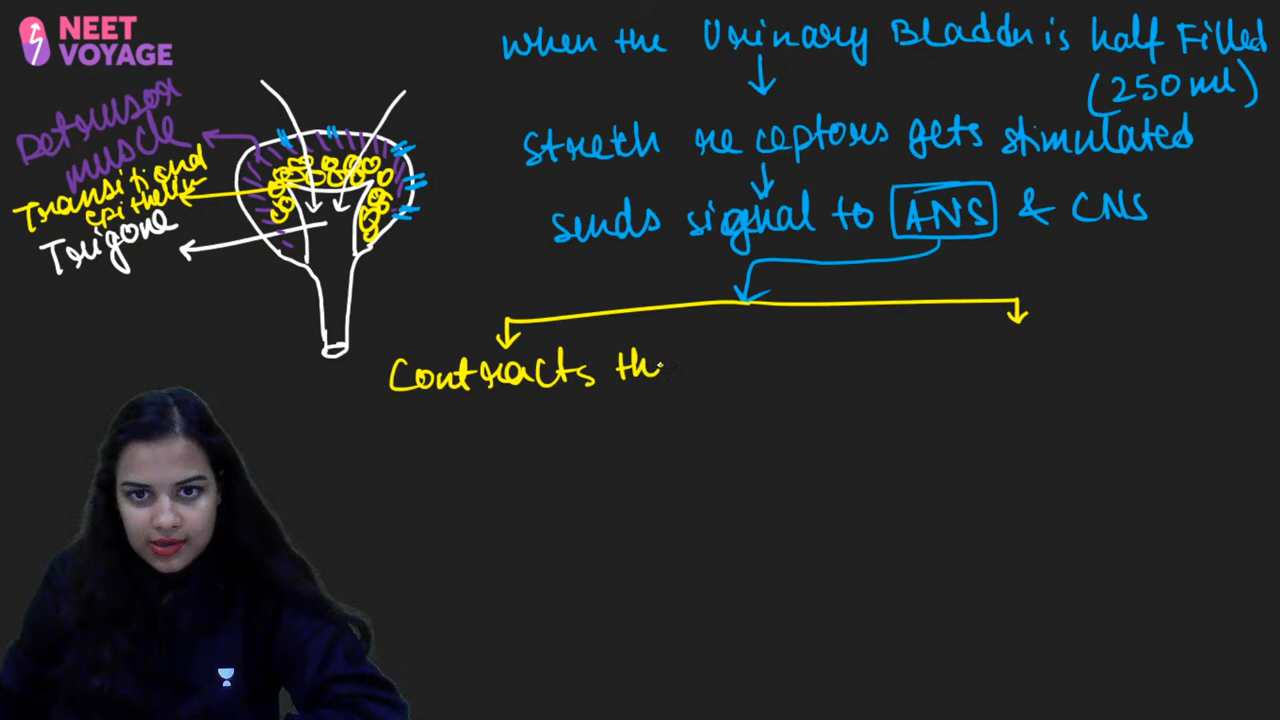 NEET
VOYAGE
When the Urinary Bladder is half Filled
(250 ml)
Detrusor
muscle
Stretch receptors gets stimulated
Transitional
epithelium
Trigone
sends signal to ANS & CNS
Contracts th